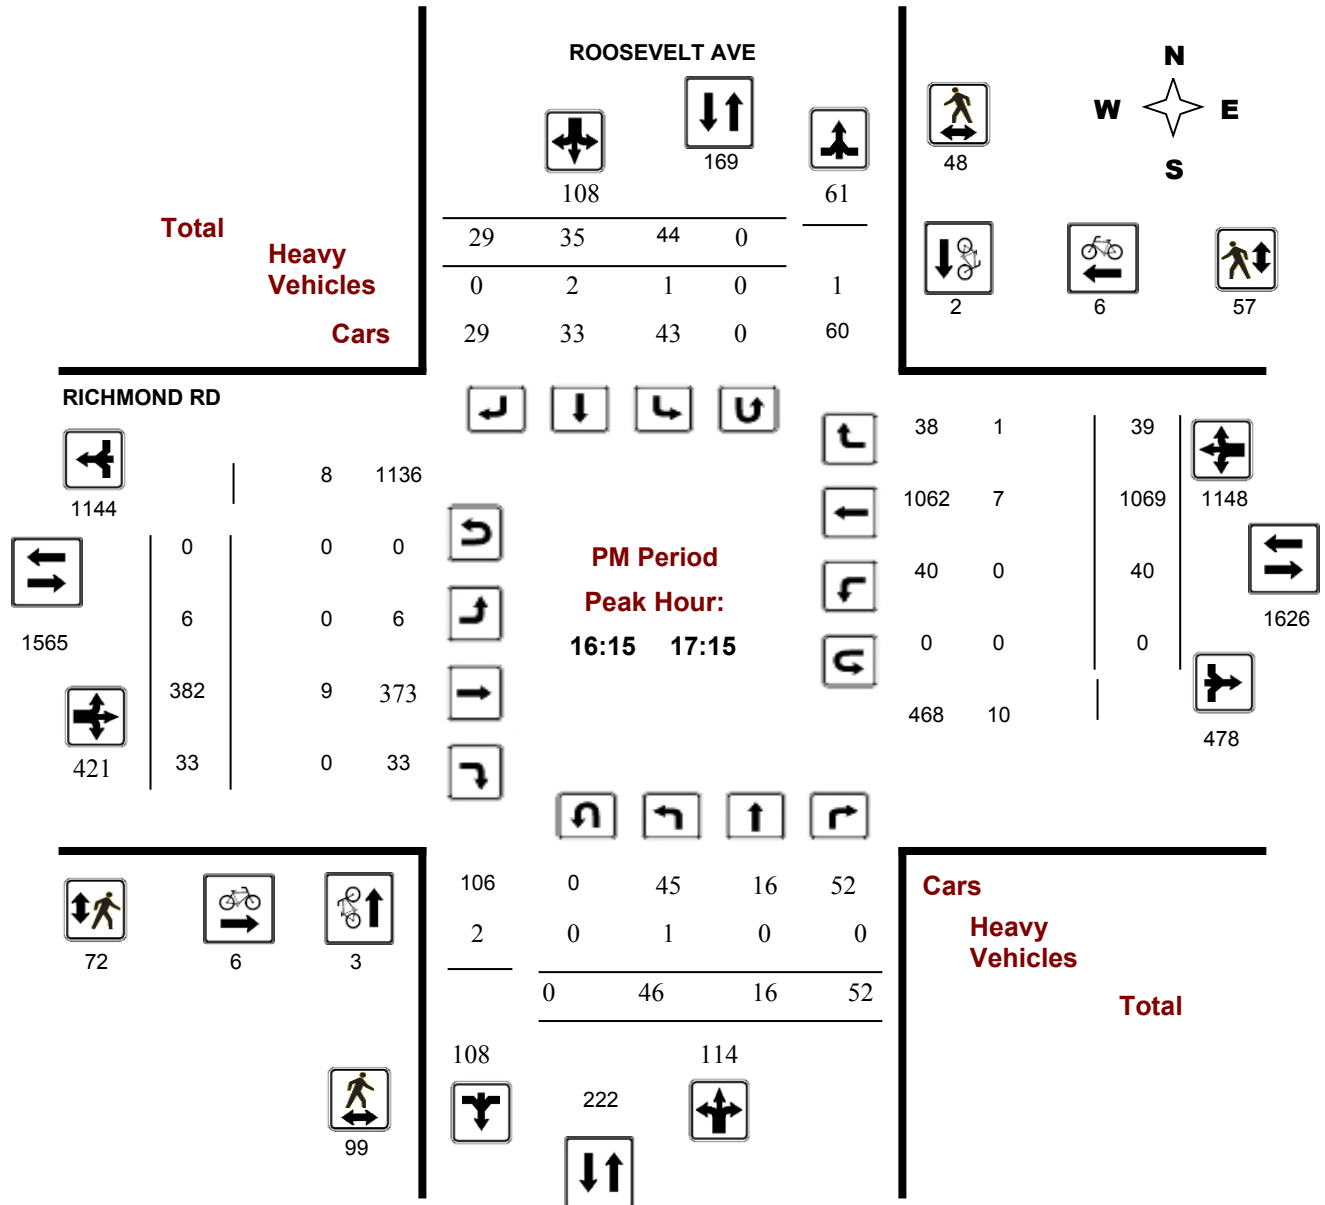 ROOSEVELT AVE
N
W E
S
169
48
108 61
Total
29 35 44 0
Heavy
Vehicles
0 2 1 0 1
2 6 57
Cars
29 33 43 0 60
RICHMOND RD
38 1 39
8 1136
1144
1062 7 1069 1148
0 0 0
PM Period
40 0 40
Peak Hour:
6 0 6
1565
16:15 17:15
1626
0 0 0
382 9 373
468 10
478
421 33 0 33
106 0 45 16 52
Cars
2 0 1 0 0
Heavy
Vehicles
72 6 3
0 46 16 52
Total
108 114
222
99